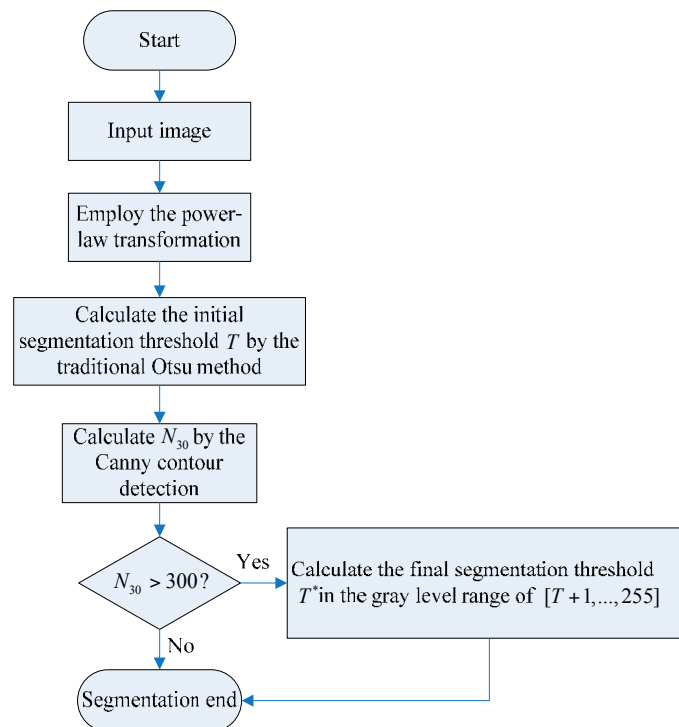 Start
Input image
Employ the power-
law transformation
Calculate the initial
segmentation threshold T by the
traditional Otsu method
Calculate N₃₀ by the
Canny contour
detection
N₃₀ > 300?
Yes
Calculate the final segmentation threshold
T* in the gray level range of [T+1,...,255]
No
Segmentation end